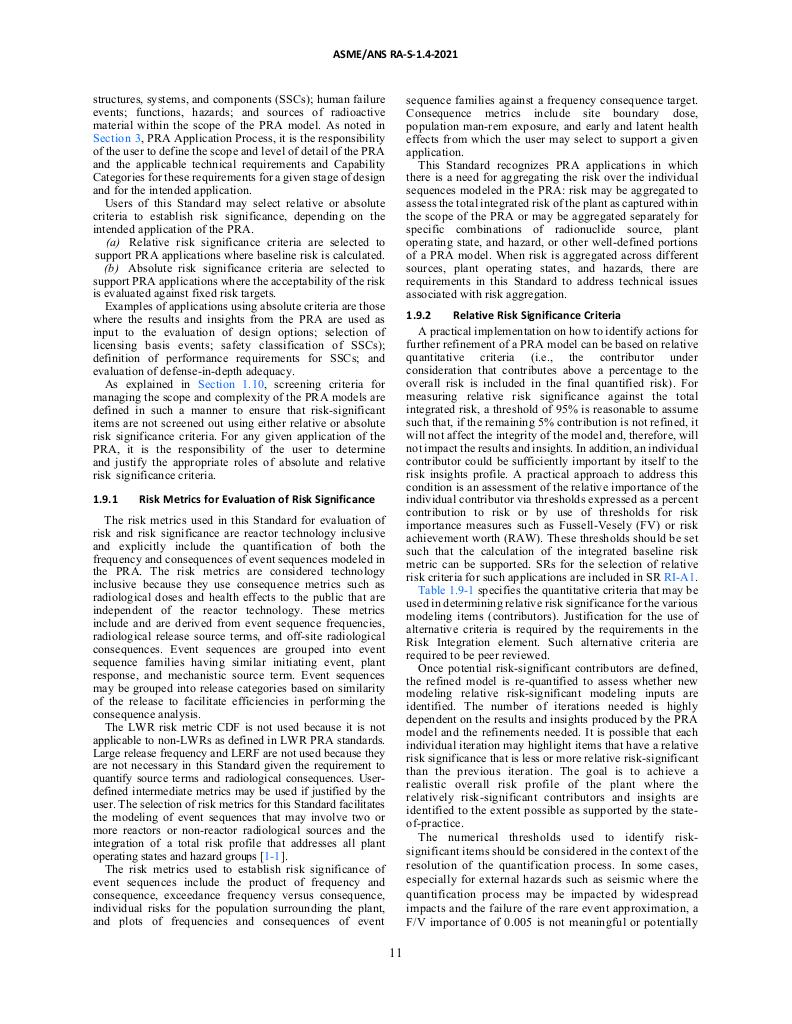 ASME/ANS RA-S-1.4-2021
structures, systems, and components (SSCs); human failure
events; functions, hazards; and sources of radioactive
material within the scope of the PRA model. As noted in
Section 3, PRA Application Process, it is the responsibility
of the user to define the scope and level of detail of the PRA
and the applicable technical requirements and Capability
Categories for these requirements for a given stage of design
and for the intended application.
Users of this Standard may select relative or absolute
criteria to establish risk significance, depending on the
intended application of the PRA.
(a) Relative risk significance criteria are selected to
support PRA applications where baseline risk is calculated.
(b) Absolute risk significance criteria are selected to
support PRA applications where the acceptability of the risk
is evaluated against fixed risk targets.
Examples of applications using absolute criteria are those
where the results and insights from the PRA are used as
input to the evaluation of design options; selection of
licensing basis events; safety classification of SSCs);
definition of performance requirements for SSCs; and
evaluation of defense-in-depth adequacy.
As explained in Section 1.10, screening criteria for
managing the scope and complexity of the PRA models are
defined in such a manner to ensure that risk-significant
items are not screened out using either relative or absolute
risk significance criteria. For any given application of the
PRA, it is the responsibility of the user to determine
and justify the appropriate roles of absolute and relative
risk significance criteria.
1.9.1 Risk Metrics for Evaluation of Risk Significance
The risk metrics used in this Standard for evaluation of
risk and risk significance are reactor technology inclusive
and explicitly include the quantification of both the
frequency and consequences of event sequences modeled in
the PRA. The risk metrics are considered technology
inclusive because they use consequence metrics such as
radiological doses and health effects to the public that are
independent of the reactor technology. These metrics
include and are derived from event sequence frequencies,
radiological release source terms, and off-site radiological
consequences. Event sequences are grouped into event
sequence families having similar initiating event, plant
response, and mechanistic source term. Event sequences
may be grouped into release categories based on similarity
of the release to facilitate efficiencies in performing the
consequence analysis.
The LWR risk metric CDF is not used because it is not
applicable to non-LWRs as defined in LWR PRA standards.
Large release frequency and LERF are not used because they
are not necessary in this Standard given the requirement to
quantify source terms and radiological consequences. User-
defined intermediate metrics may be used if justified by the
user. The selection of risk metrics for this Standard facilitates
the modeling of event sequences that may involve two or
more reactors or non-reactor radiological sources and the
integration of a total risk profile that addresses all plant
operating states and hazard groups [1-1].
The risk metrics used to establish risk significance of
event sequences include the product of frequency and
consequence, exceedance frequency versus consequence,
individual risks for the population surrounding the plant,
and plots of frequencies and consequences of event
sequence families against a frequency consequence target.
Consequence metrics include site boundary dose,
population man-rem exposure, and early and latent health
effects from which the user may select to support a given
application.
This Standard recognizes PRA applications in which
there is a need for aggregating the risk over the individual
sequences modeled in the PRA: risk may be aggregated to
assess the total integrated risk of the plant as captured within
the scope of the PRA or may be aggregated separately for
specific combinations of radionuclide source, plant
operating state, and hazard, or other well-defined portions
of a PRA model. When risk is aggregated across different
sources, plant operating states, and hazards, there are
requirements in this Standard to address technical issues
associated with risk aggregation.
1.9.2 Relative Risk Significance Criteria
A practical implementation on how to identify actions for
further refinement of a PRA model can be based on relative
quantitative criteria (i.e., the contributor under
consideration that contributes above a percentage to the
overall risk is included in the final quantified risk). For
measuring relative risk significance against the total
integrated risk, a threshold of 95% is reasonable to assume
such that, if the remaining 5% contribution is not refined, it
will not affect the integrity of the model and, therefore, will
not impact the results and insights. In addition, an individual
contributor could be sufficiently important by itself to the
risk insights profile. A practical approach to address this
condition is an assessment of the relative importance of the
individual contributor via thresholds expressed as a percent
contribution to risk or by use of thresholds for risk
importance measures such as Fussell-Vesely (FV) or risk
achievement worth (RAW). These thresholds should be set
such that the calculation of the integrated baseline risk
metric can be supported. SRs for the selection of relative
risk criteria for such applications are included in SR RI-A1.
Table 1.9-1 specifies the quantitative criteria that may be
used in determining relative risk significance for the various
modeling items (contributors). Justification for the use of
alternative criteria is required by the requirements in the
Risk Integration element. Such alternative criteria are
required to be peer reviewed.
Once potential risk-significant contributors are defined,
the refined model is re-quantified to assess whether new
modeling relative risk-significant modeling inputs are
identified. The number of iterations needed is highly
dependent on the results and insights produced by the PRA
model and the refinements needed. It is possible that each
individual iteration may highlight items that have a relative
risk significance that is less or more relative risk-significant
than the previous iteration. The goal is to achieve a
realistic overall risk profile of the plant where the
relatively risk-significant contributors and insights are
identified to the extent possible as supported by the state-
of-practice.
The numerical thresholds used to identify risk-
significant items should be considered in the context of the
resolution of the quantification process. In some cases,
especially for external hazards such as seismic where the
quantification process may be impacted by widespread
impacts and the failure of the rare event approximation, a
F/V importance of 0.005 is not meaningful or potentially
11